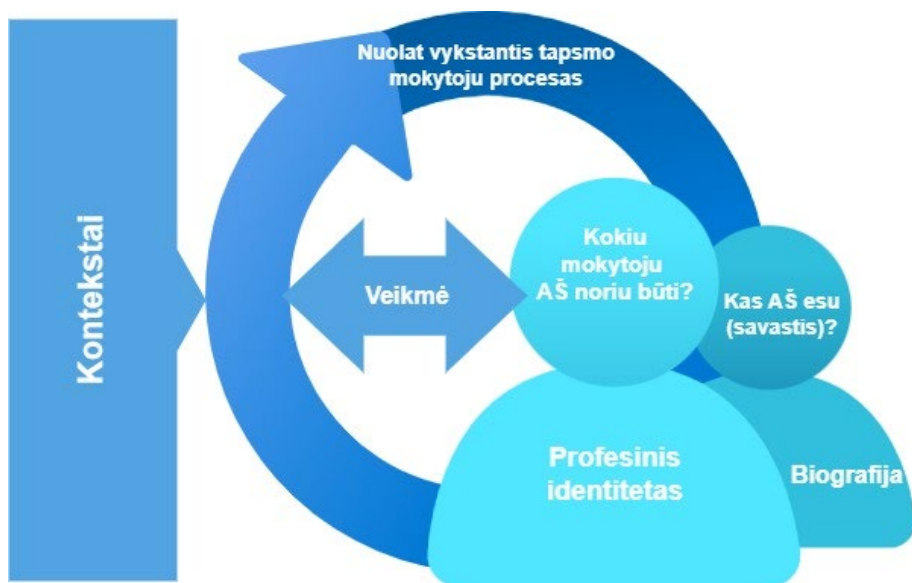 Nuolat vykstantis tapsmo
mokytoju procesas
Kontekstai
Veikmė
Kokiu
mokytoju
AŠ noriu būti?
Kas AŠ esu
(savastis)?
Profesinis
identitetas
Biografija